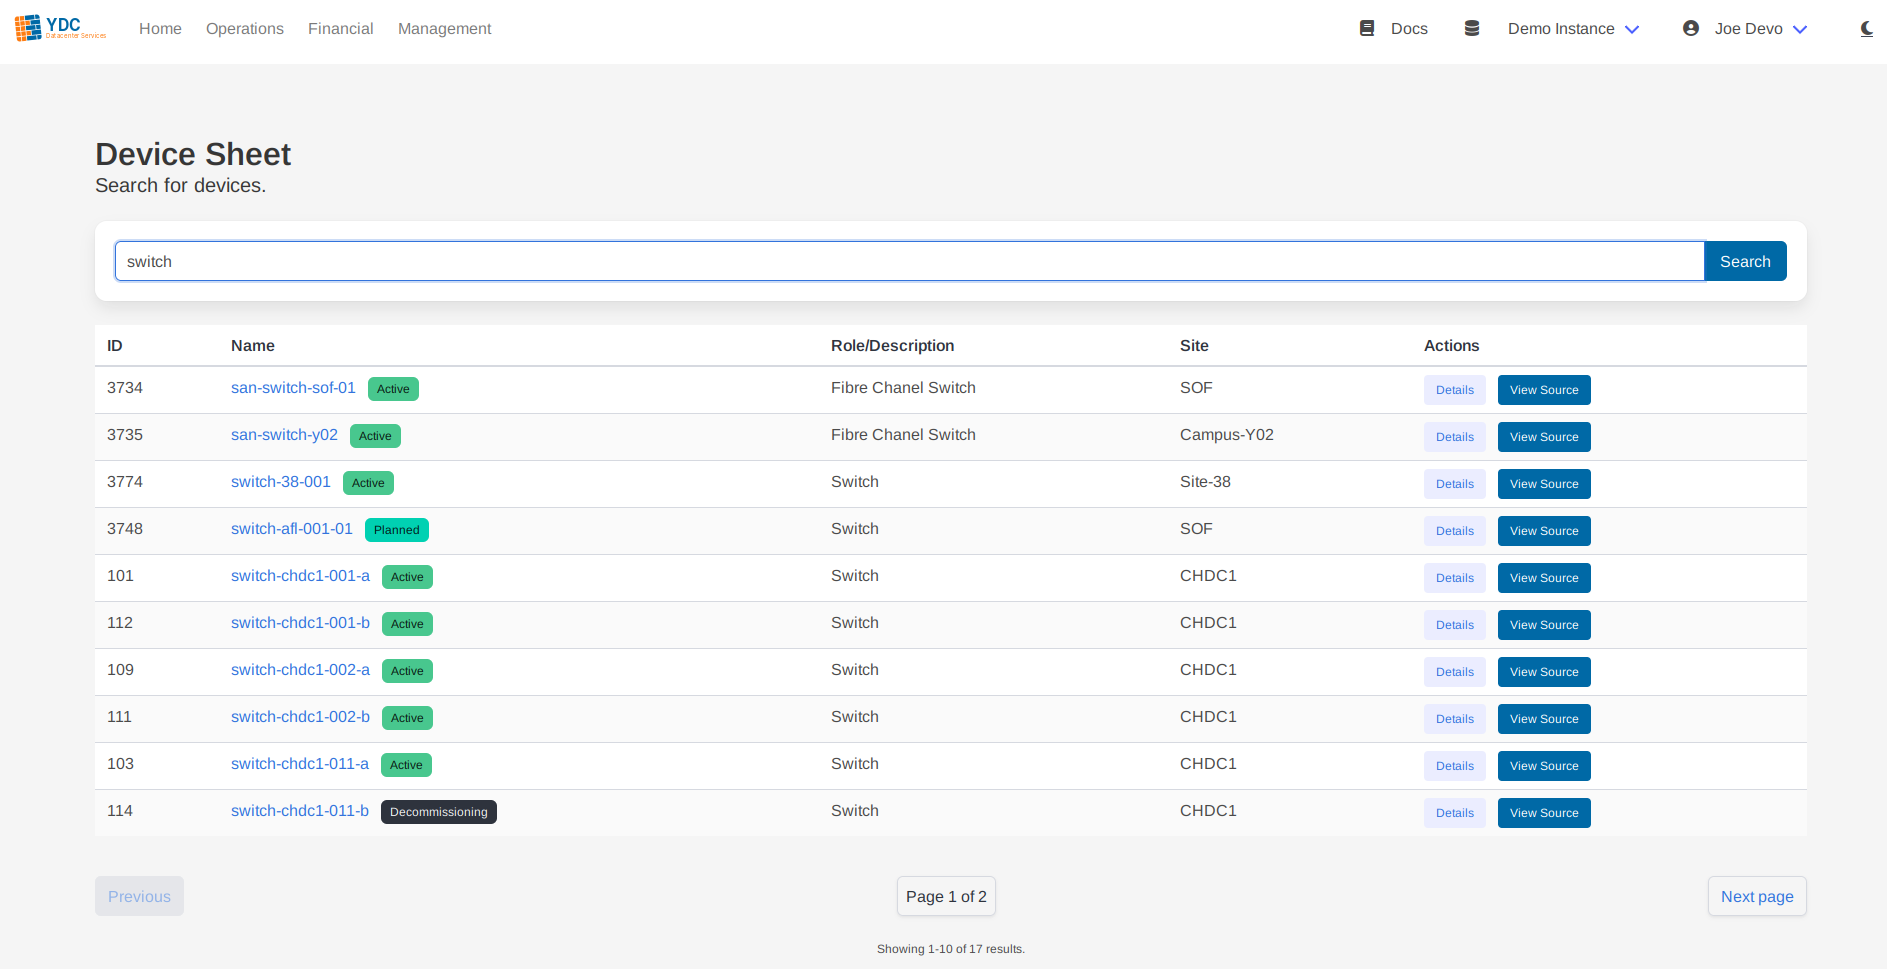 YDC
Datacenter Services
Home Operations Financial Management Docs Demo Instance Joe Devo
Device Sheet
Search for devices.
switch Search
ID Name Role/Description Site Actions
3734 san-switch-sof-01 Active Fibre Chanel Switch SOF Details View Source
3735 san-switch-y02 Active Fibre Chanel Switch Campus-Y02 Details View Source
3774 switch-38-001 Active Switch Site-38 Details View Source
3748 switch-afl-001-01 Planned Switch SOF Details View Source
101 switch-chdc1-001-a Active Switch CHDC1 Details View Source
112 switch-chdc1-001-b Active Switch CHDC1 Details View Source
109 switch-chdc1-002-a Active Switch CHDC1 Details View Source
111 switch-chdc1-002-b Active Switch CHDC1 Details View Source
103 switch-chdc1-011-a Active Switch CHDC1 Details View Source
114 switch-chdc1-011-b Decommissioning Switch CHDC1 Details View Source
Previous Page 1 of 2 Next page
Showing 1-10 of 17 results.